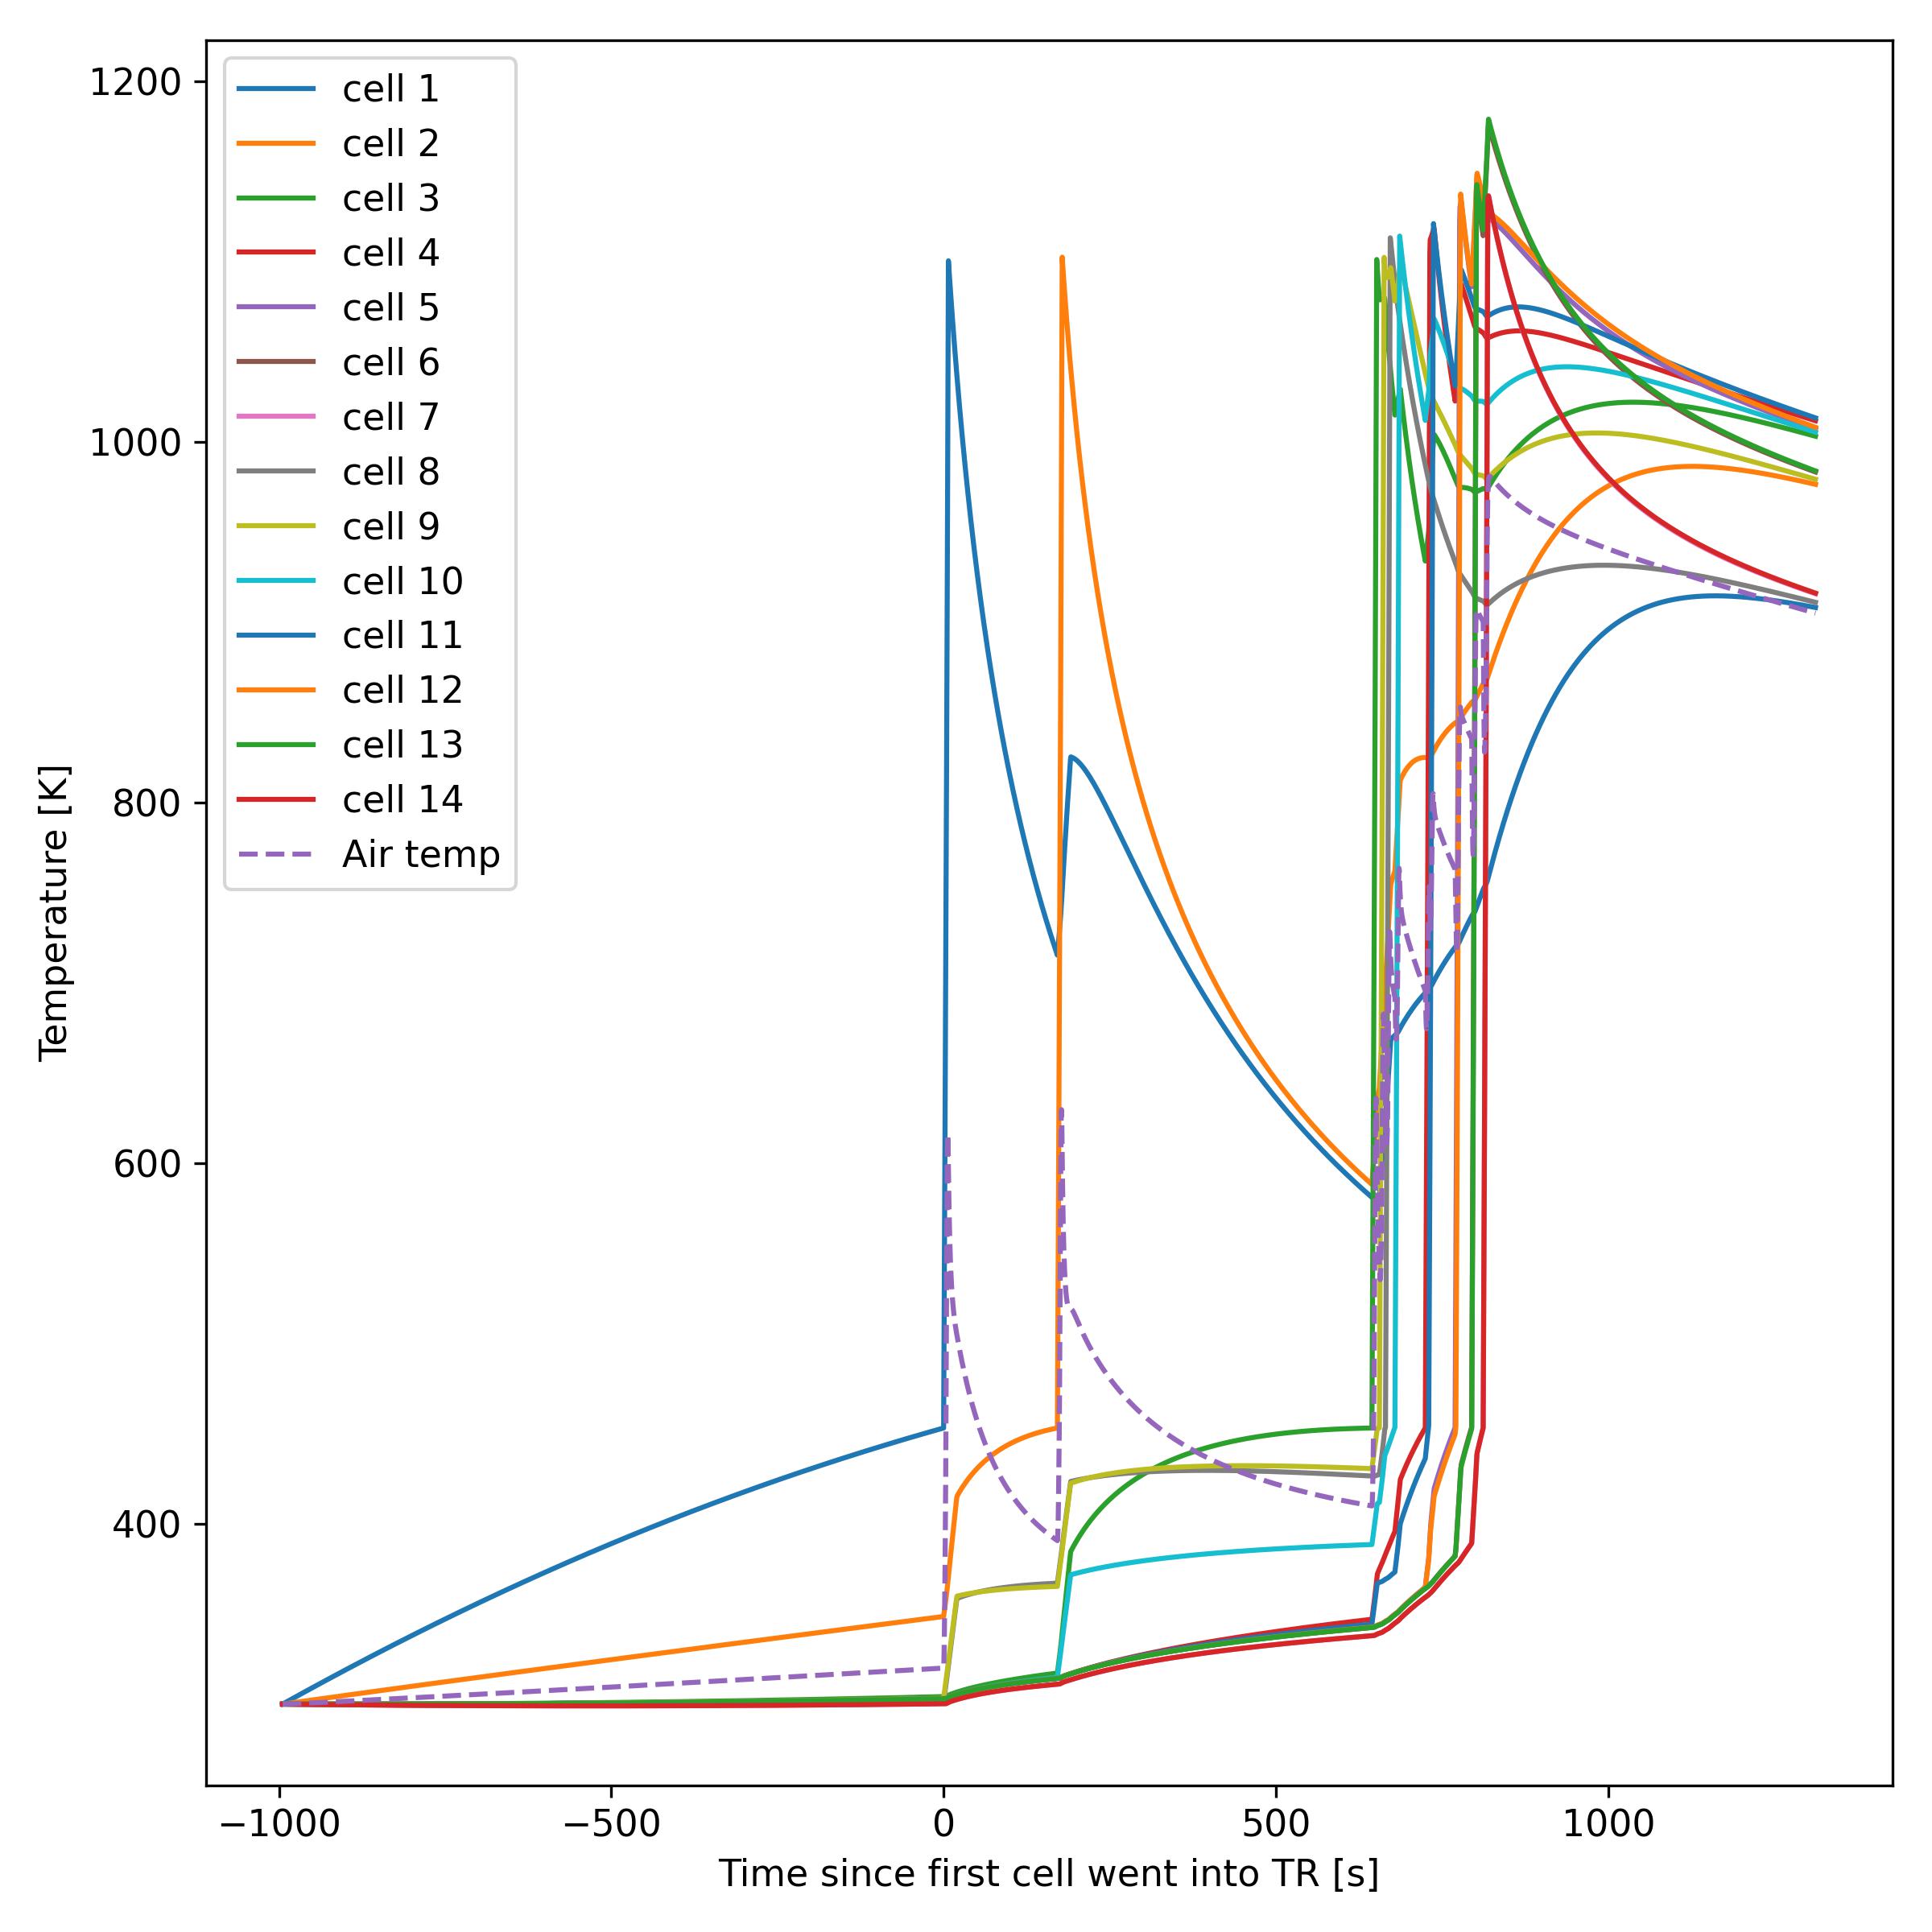 1200
1000
800
600
400
Temperature [K]
cell 1
cell 2
cell 3
cell 4
cell 5
cell 6
cell 7
cell 8
cell 9
cell 10
cell 11
cell 12
cell 13
cell 14
Air temp
−1000
−500
0
500
1000
Time since first cell went into TR [s]